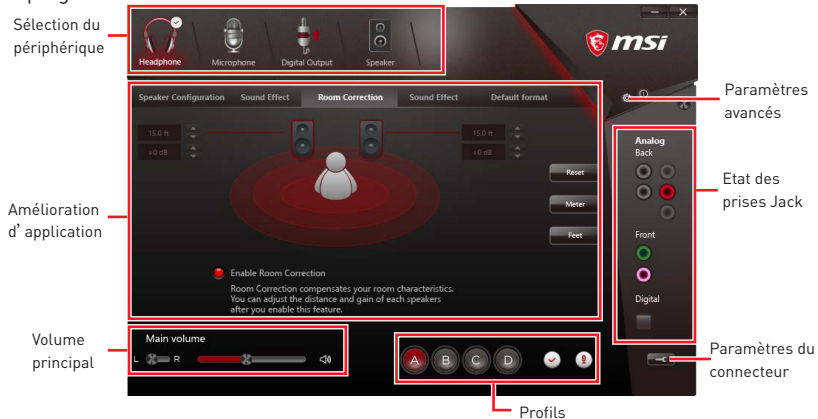 Sélection du
périphérique
Headphone
Microphone
Digital Output
Speaker
msi
Paramètres
avancés
Speaker Configuration
Sound Effect
Room Correction
Sound Effect
Default format
15.0 ft
+0 dB
15.0 ft
+0 dB
Reset
Meter
Feet
Amélioration
d’application
Enable Room Correction
Room Correction compensates your room characteristics.
You can adjust the distance and gain of each speakers
after you enable this feature.
Analog
Back
Front
Digital
Etat des
prises Jack
Volume
principal
Main volume
L
R
A
B
C
D
Profils
Paramètres du
connecteur